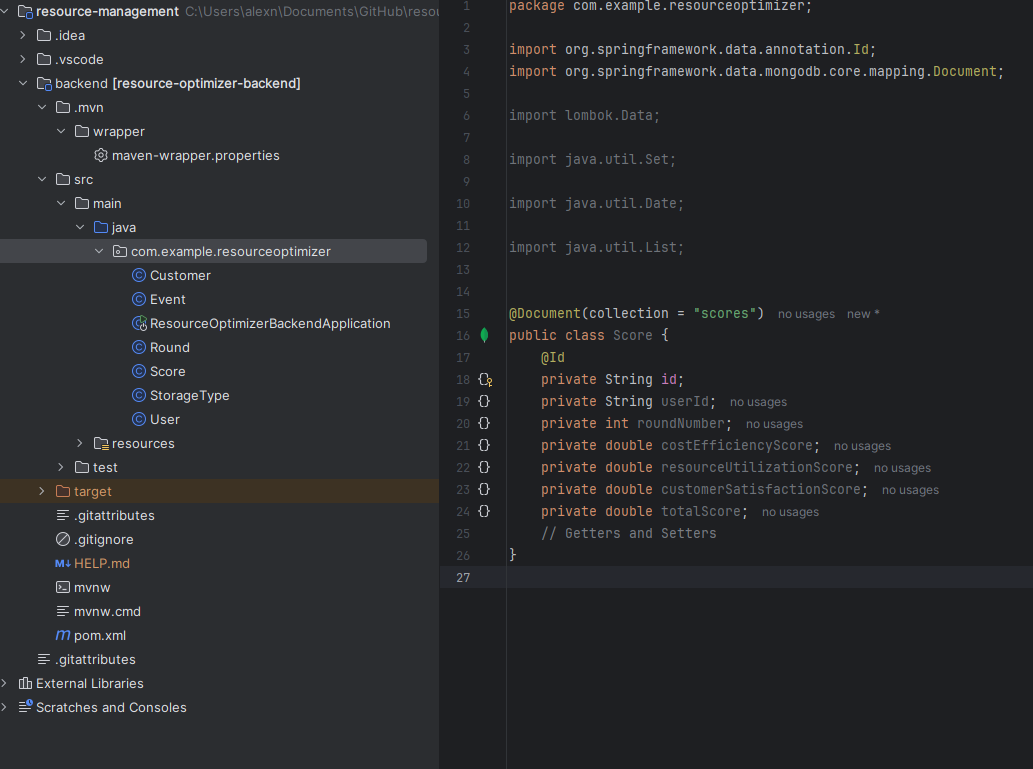 resource-management C:\Users\alexn\Documents\GitHub\resou
.idea
.vscode
backend [resource-optimizer-backend]
.mvn
wrapper
maven-wrapper.properties
src
main
java
com.example.resourceoptimizer
Customer
Event
ResourceOptimizerBackendApplication
Round
Score
StorageType
User
resources
test
target
.gitattributes
.gitignore
M↓ HELP.md
mvnw
mvnw.cmd
m pom.xml
.gitattributes
External Libraries
Scratches and Consoles
1 package com.example.resourceoptimizer;
2
3 import org.springframework.data.annotation.Id;
4 import org.springframework.data.mongodb.core.mapping.Document;
5
6 import lombok.Data;
7
8 import java.util.Set;
9
10 import java.util.Date;
11
12 import java.util.List;
13
14
15 @Document(collection = "scores") no usages new *
16 public class Score {
17 @Id
18 private String id;
19 private String userId; no usages
20 private int roundNumber; no usages
21 private double costEfficiencyScore; no usages
22 private double resourceUtilizationScore; no usages
23 private double customerSatisfactionScore; no usages
24 private double totalScore; no usages
25 // Getters and Setters
26 }
27